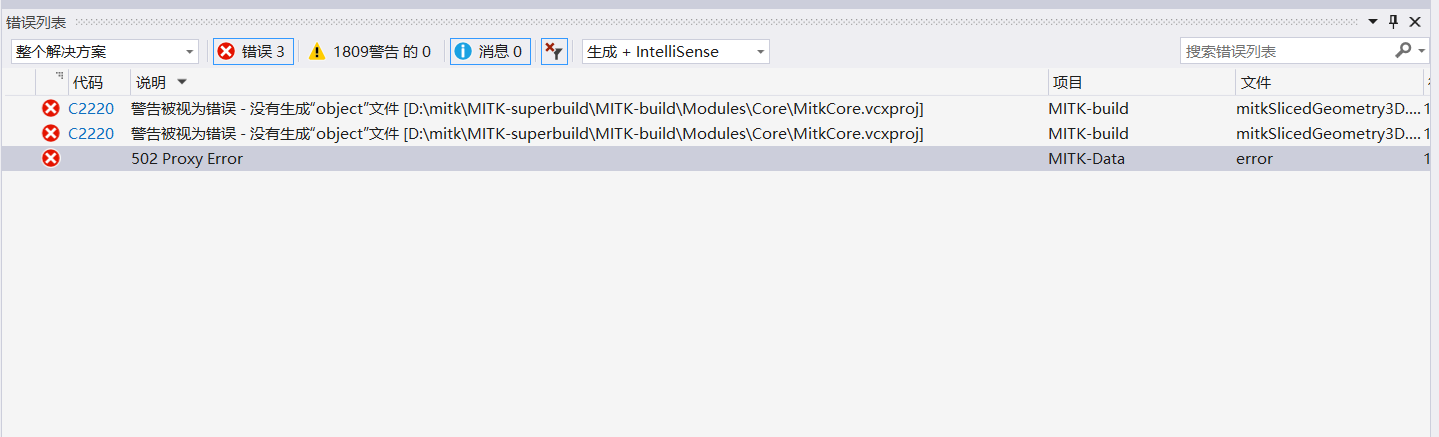 错误列表
整个解决方案 错误 3 1809警告 的 0 消息 0 生成 + IntelliSense 搜索错误列表
代码 说明 项目 文件
C2220 警告被视为错误 - 没有生成“object”文件 [D:\mitk\MITK-superbuild\MITK-build\Modules\Core\MitkCore.vcxproj] MITK-build mitkSlicedGeometry3D.... 1
C2220 警告被视为错误 - 没有生成“object”文件 [D:\mitk\MITK-superbuild\MITK-build\Modules\Core\MitkCore.vcxproj] MITK-build mitkSlicedGeometry3D.... 1
502 Proxy Error MITK-Data error 1